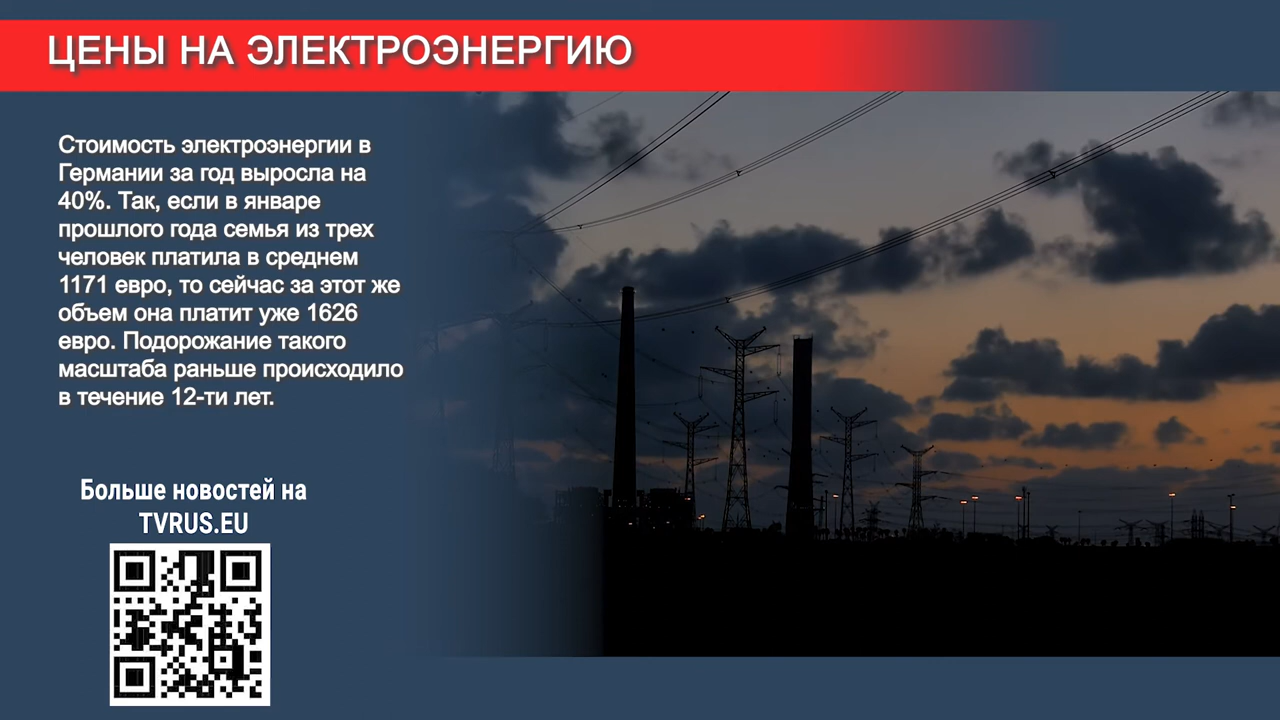 ЦЕНЫ НА ЭЛЕКТРОЭНЕРГИЮ
Стоимость электроэнергии в
Германии за год выросла на
40%. Так, если в январе
прошлого года семья из трех
человек платила в среднем
1171 евро, то сейчас за этот же
объем она платит уже 1626
евро. Подорожание такого
масштаба раньше происходило
в течение 12-ти лет.
Больше новостей на
TVRUS.EU